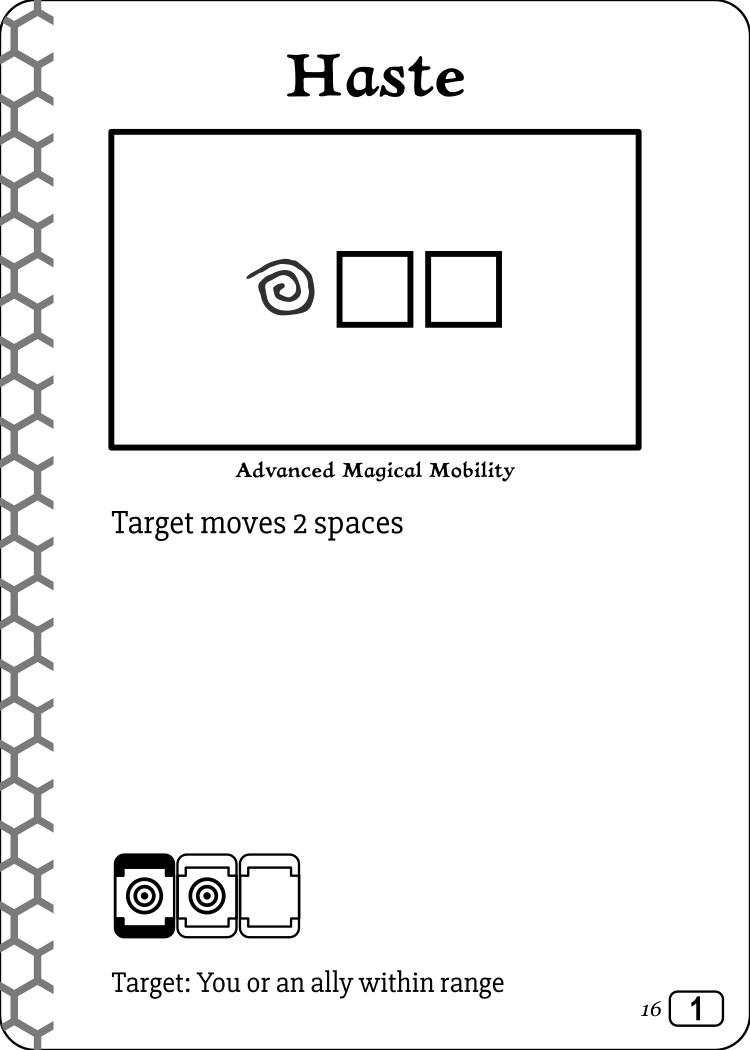 Haste
Advanced Magical Mobility
Target moves 2 spaces
Target: You or an ally within range
16 1